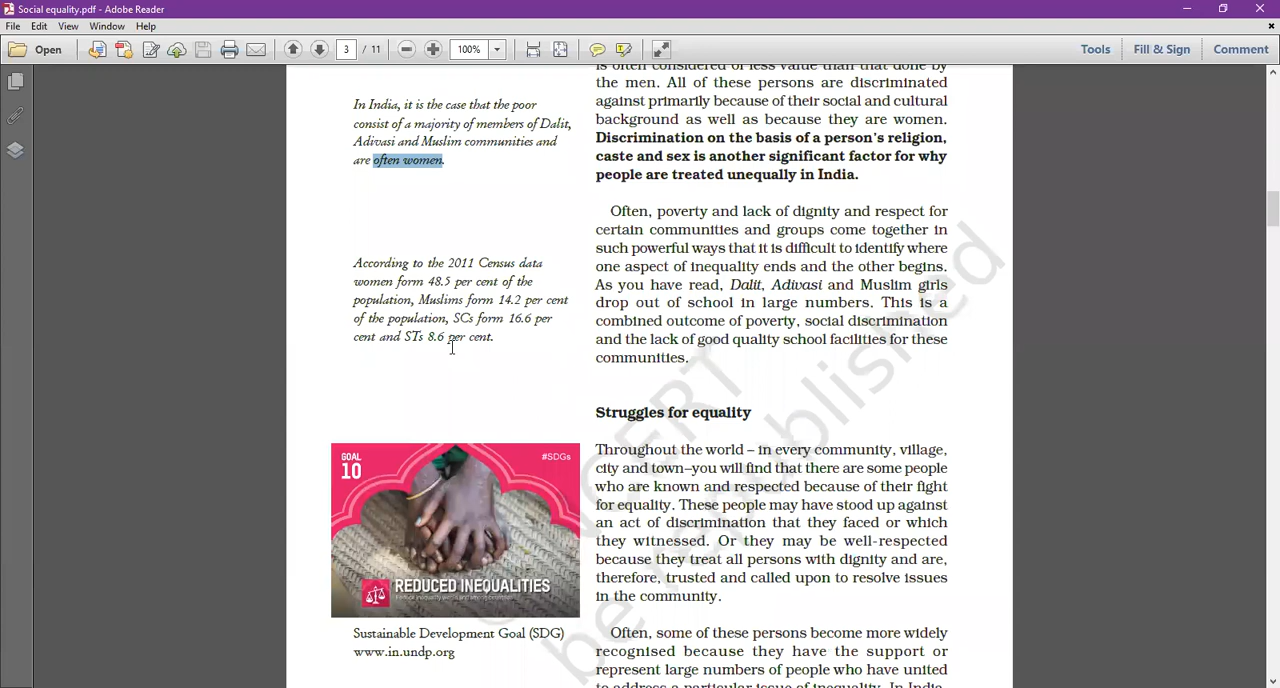 Social equality.pdf - Adobe Reader
File Edit View Window Help
Open 3 / 11 100% Tools Fill & Sign Comment
In India, it is the case that the poor
consist of a majority of members of Dalit,
Adivasi and Muslim communities and
are often women.
According to the 2011 Census data
women form 48.5 per cent of the
population, Muslims form 14.2 per cent
of the population, SCs form 16.6 per
cent and STs 8.6 per cent.
GOAL
10
#SDGs
REDUCED INEQUALITIES
Sustainable Development Goal (SDG)
www.in.undp.org
is often considered of less value than that done by
the men. All of these persons are discriminated
against primarily because of their social and cultural
background as well as because they are women.
Discrimination on the basis of a person's religion,
caste and sex is another significant factor for why
people are treated unequally in India.
Often, poverty and lack of dignity and respect for
certain communities and groups come together in
such powerful ways that it is difficult to identify where
one aspect of inequality ends and the other begins.
As you have read, Dalit, Adivasi and Muslim girls
drop out of school in large numbers. This is a
combined outcome of poverty, social discrimination
and the lack of good quality school facilities for these
communities.
Struggles for equality
Throughout the world – in every community, village,
city and town–you will find that there are some people
who are known and respected because of their fight
for equality. These people may have stood up against
an act of discrimination that they faced or which
they witnessed. Or they may be well-respected
because they treat all persons with dignity and are,
therefore, trusted and called upon to resolve issues
in the community.
Often, some of these persons become more widely
recognised because they have the support or
represent large numbers of people who have united
to address a particular issue of inequality. In India,
be republished